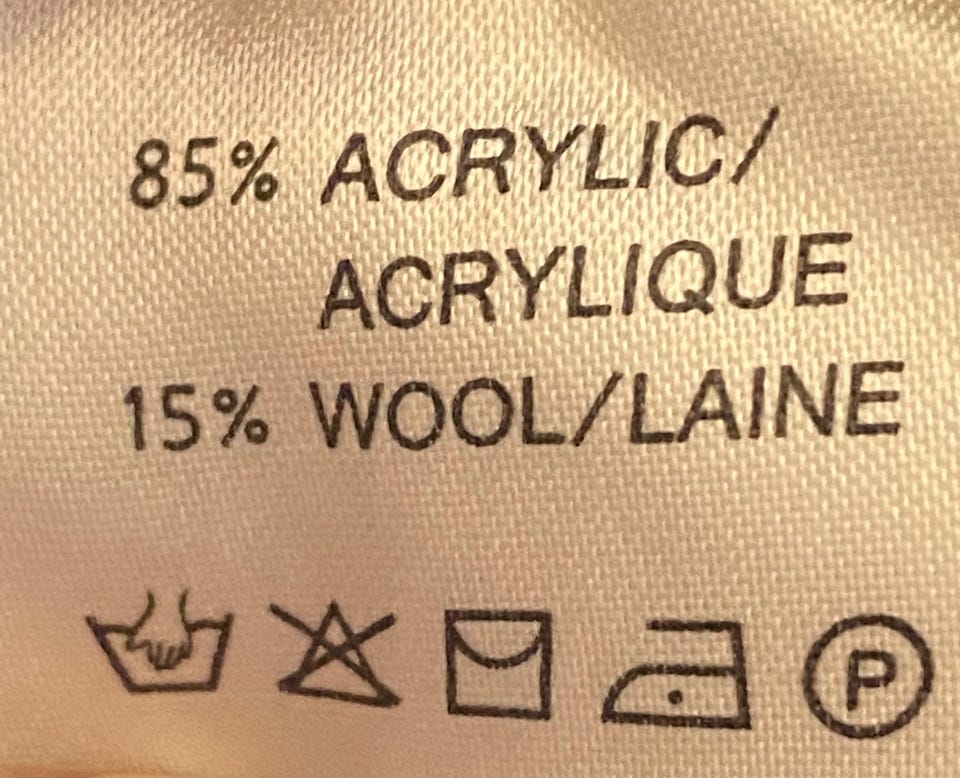 85% ACRYLIC/
ACRYLIQUE
15% WOOL/LAINE
P